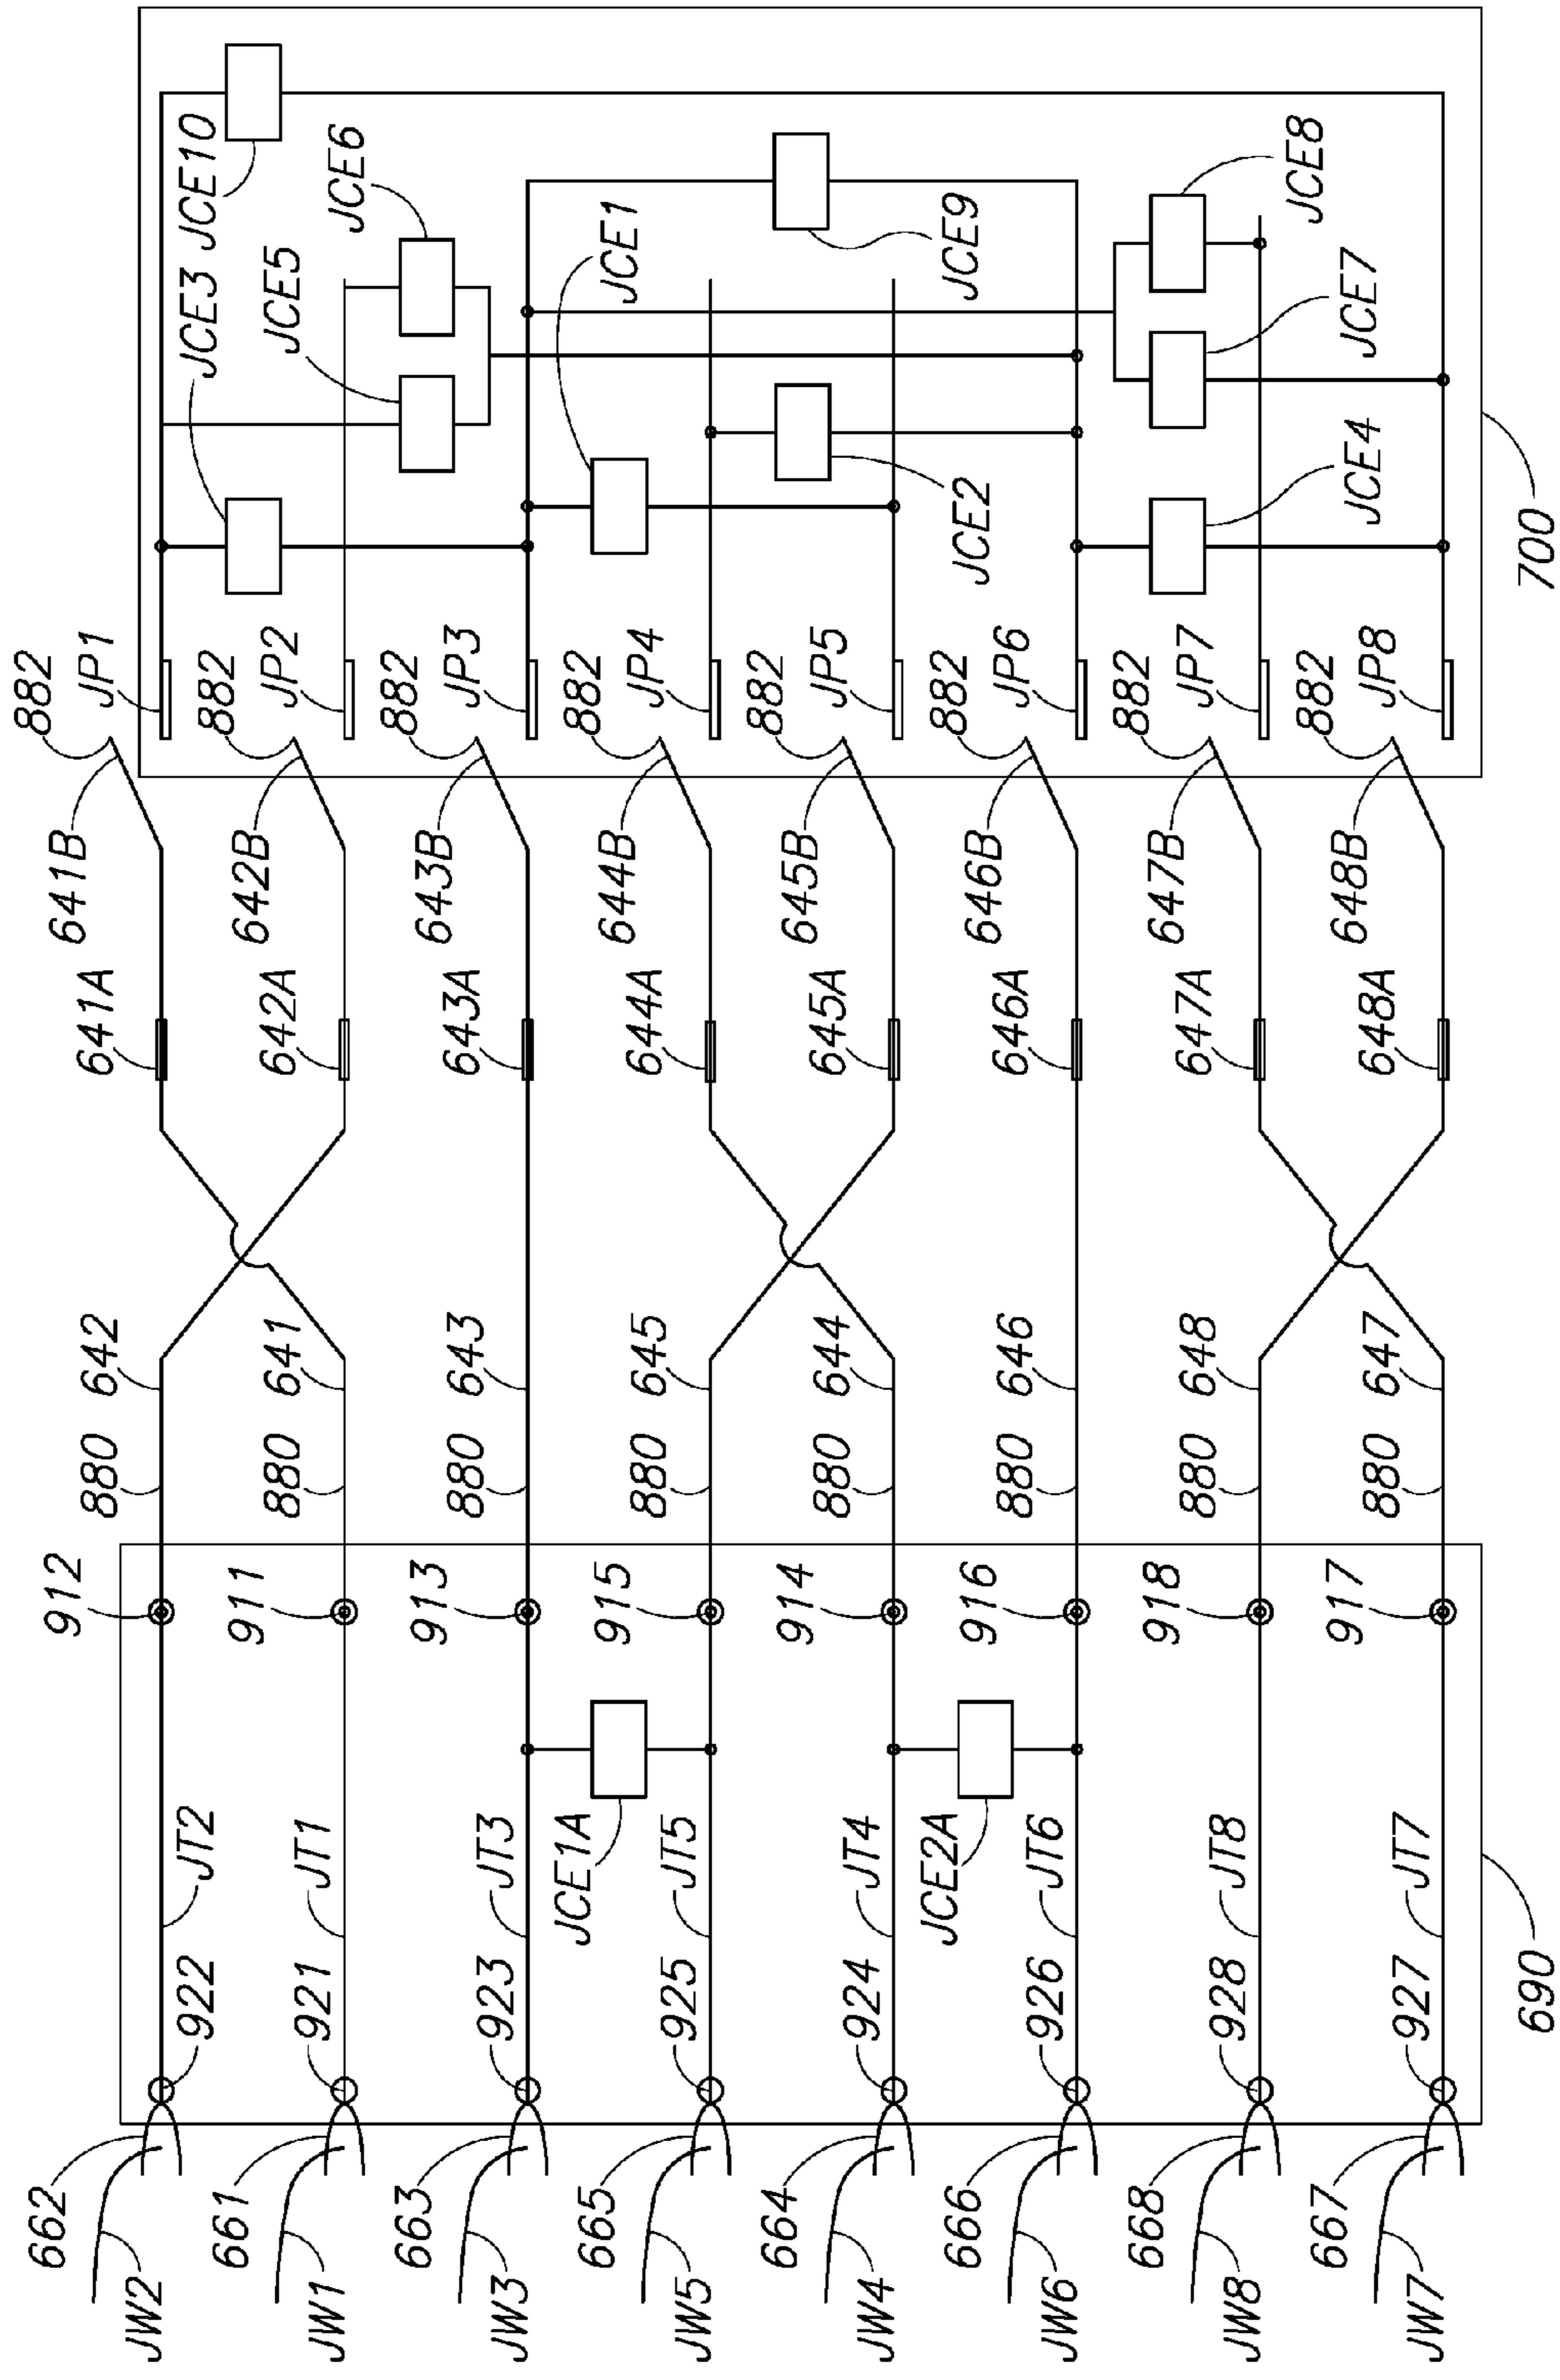 662
922
JT2
912
880
642
641A
641B
882
JP1
JCE3
JCE10
JW2
661
921
JT1
911
880
641
642A
642B
882
JP2
JCE5
JCE6
JW1
663
923
JT3
913
880
643
643A
643B
882
JP3
JW3
JCE1A
JCE1
665
925
JT5
915
880
645
644A
644B
882
JP4
JW5
664
924
JT4
914
880
644
645A
645B
882
JP5
JW4
JCE2A
JCE2
JCE9
666
926
JT6
916
880
646
646A
646B
882
JP6
JW6
668
928
JT8
918
880
648
647A
647B
882
JP7
JCE8
JW8
667
927
JT7
917
880
647
648A
648B
882
JP8
JCE4
JCE7
JW7
690
700